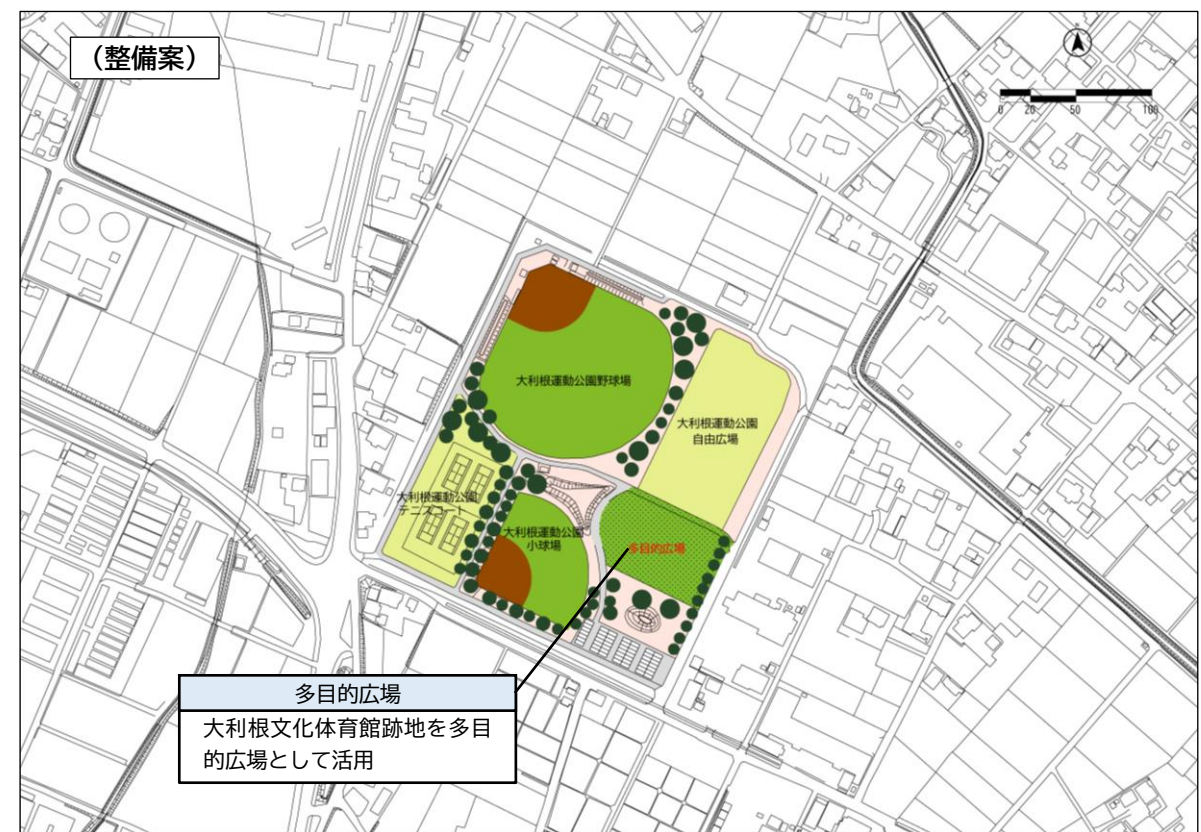 （整備案）
0 20 50 100
大利根運動公園野球場
大利根運動公園
自由広場
大利根運動公園
テニスコート
大利根運動公園
小球場
多目的広場
多目的広場
大利根文化体育館跡地を多目
的広場として活用